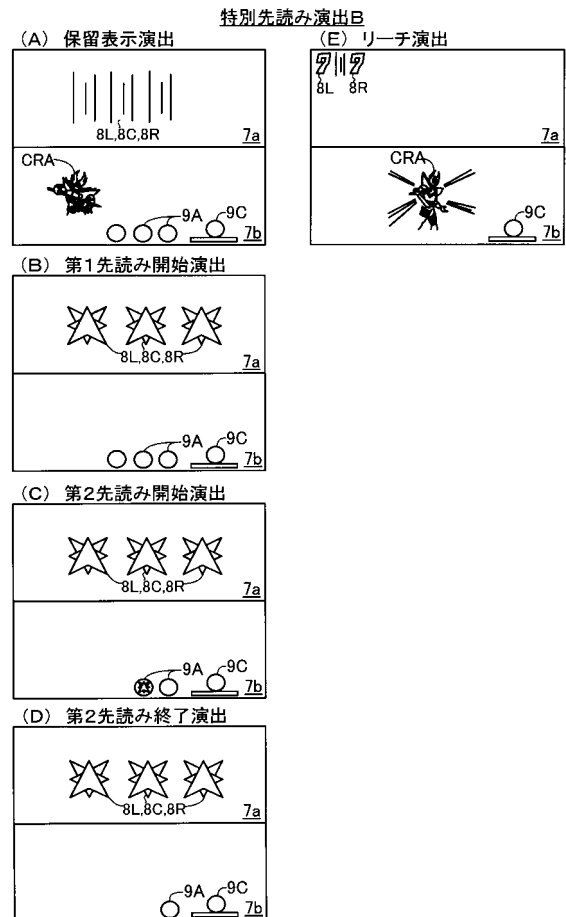 特別先読み演出B
(A) 保留表示演出
8L,8C,8R
7a
CRA
9A
9C
7b
(B) 第1先読み開始演出
8L,8C,8R
7a
9A
9C
7b
(C) 第2先読み開始演出
8L,8C,8R
7a
9A
9C
7b
(D) 第2先読み終了演出
8L,8C,8R
7a
9A
9C
7b
(E) リーチ演出
7 7
8L 8R
7a
CRA
9C
7b